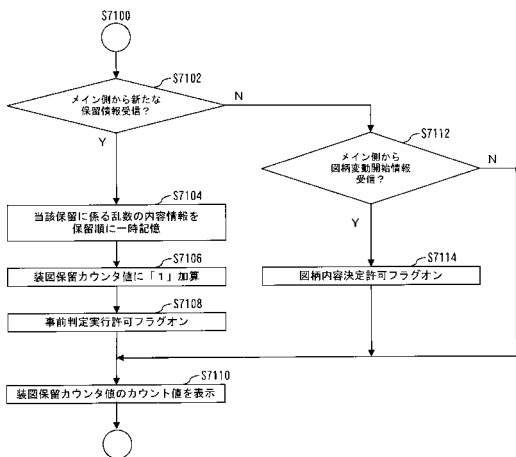 S7100
S7102
メイン側から新たな
保留情報受信？
N
Y
S7112
メイン側から
図柄変動開始情報
受信？
N
Y
S7104
当該保留に係る乱数の内容情報を
保留順に一時記憶
S7106
装図保留カウンタ値に「１」加算
S7114
図柄内容決定許可フラグオン
S7108
事前判定実行許可フラグオン
S7110
装図保留カウンタ値のカウント値を表示